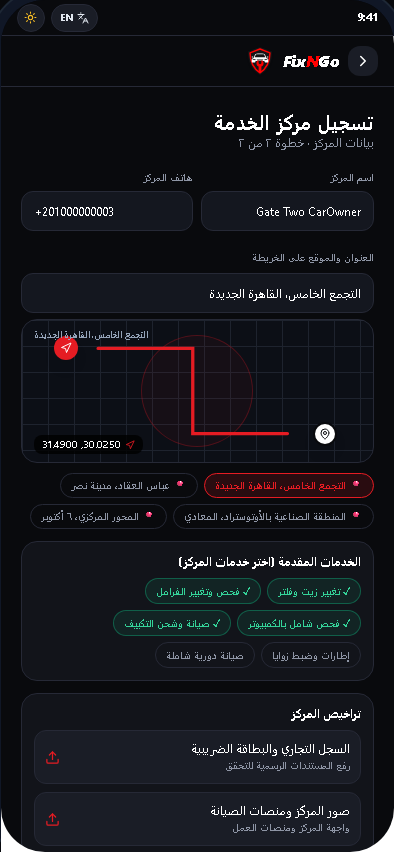 EN
9:41
FixNGo
تسجيل مركز الخدمة
بيانات المركز · خطوة ٢ من ٢
اسم المركز
هاتف المركز
Gate Two CarOwner
+201000000003
العنوان والموقع على الخريطة
التجمع الخامس، القاهرة الجديدة
التجمع الخامس، القاهرة الجديدة
31.4900 ,30.0250
التجمع الخامس، القاهرة الجديدة
عباس العقاد، مدينة نصر
المنطقة الصناعية بالأوتوستراد، المعادي
المحور المركزي، ٦ أكتوبر
الخدمات المقدمة (اختر خدمات المركز)
✓ تغيير زيت وفلتر
✓ فحص وتغيير الفرامل
✓ فحص شامل بالكمبيوتر
✓ صيانة وشحن التكييف
إطارات وضبط زوايا
صيانة دورية شاملة
تراخيص المركز
السجل التجاري والبطاقة الضريبية
رفع المستندات الرسمية للتحقق
صور المركز ومنصات الصيانة
واجهة المركز ومنصات العمل